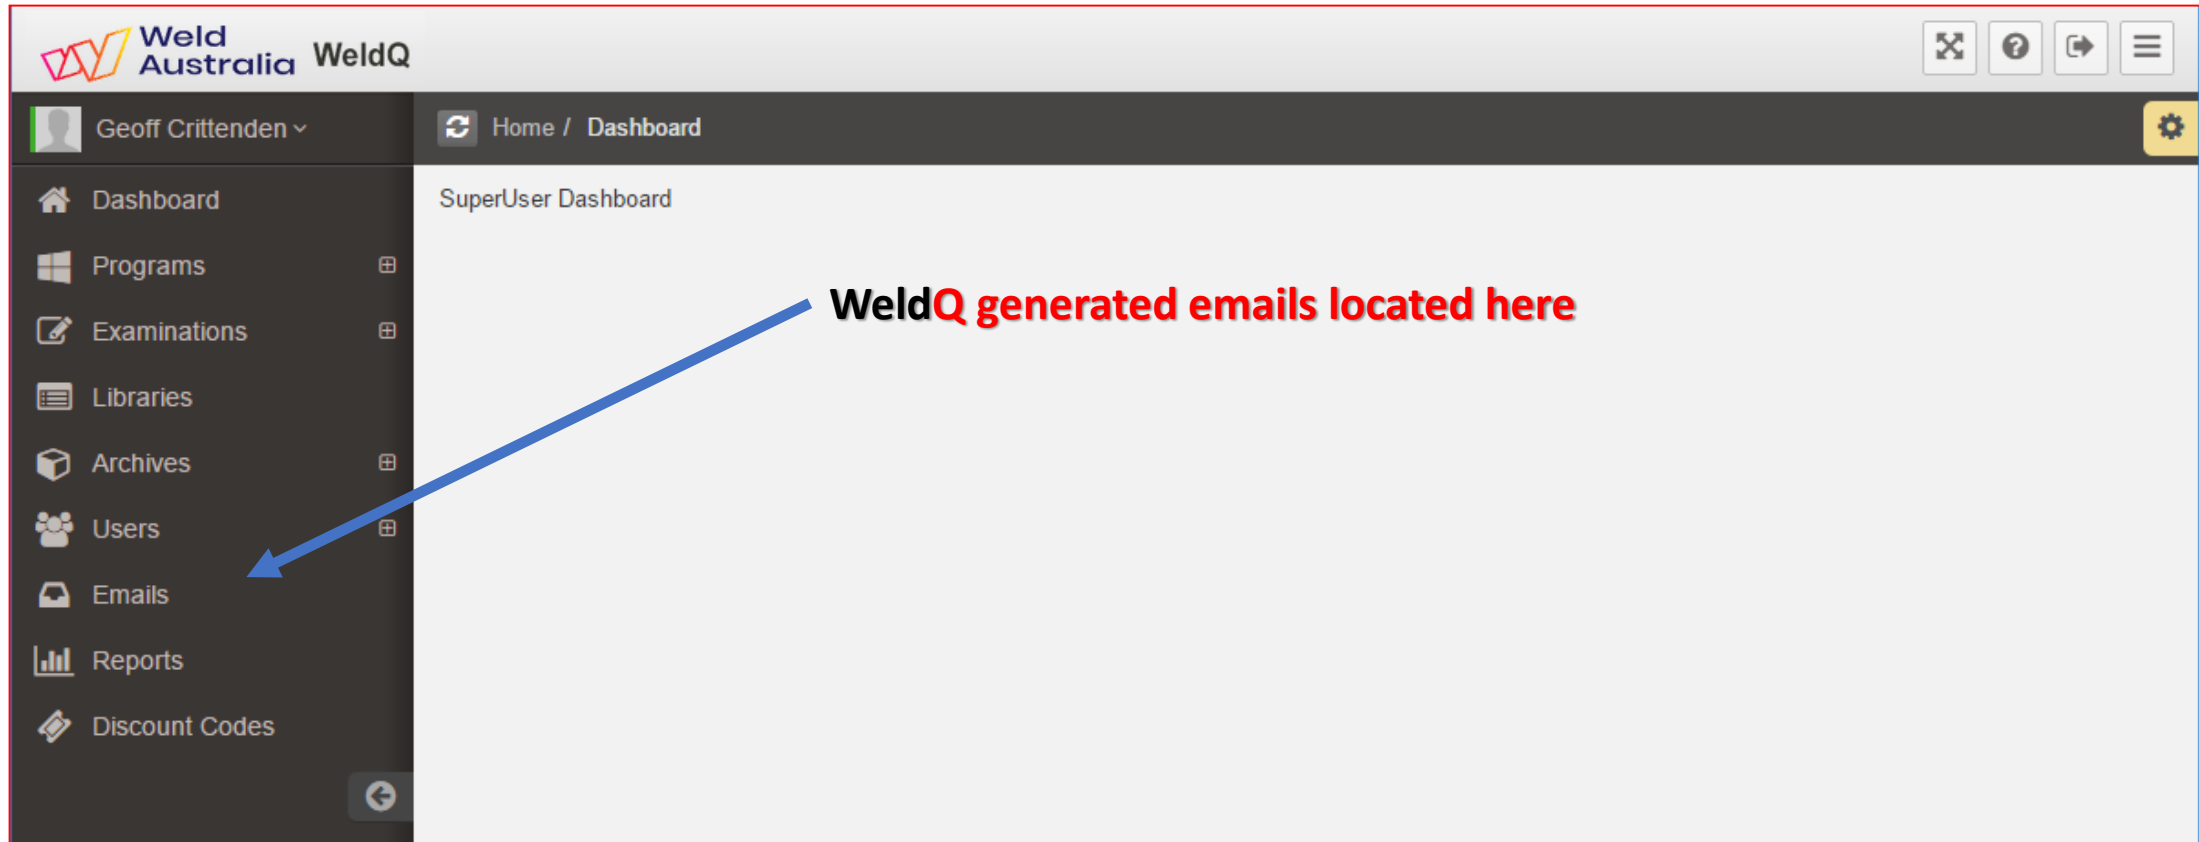 Weld
Australia WeldQ
Geoff Crittenden
Home / Dashboard
Dashboard
SuperUser Dashboard
Programs
WeldQ generated emails located here
Examinations
Libraries
Archives
Users
Emails
Reports
Discount Codes